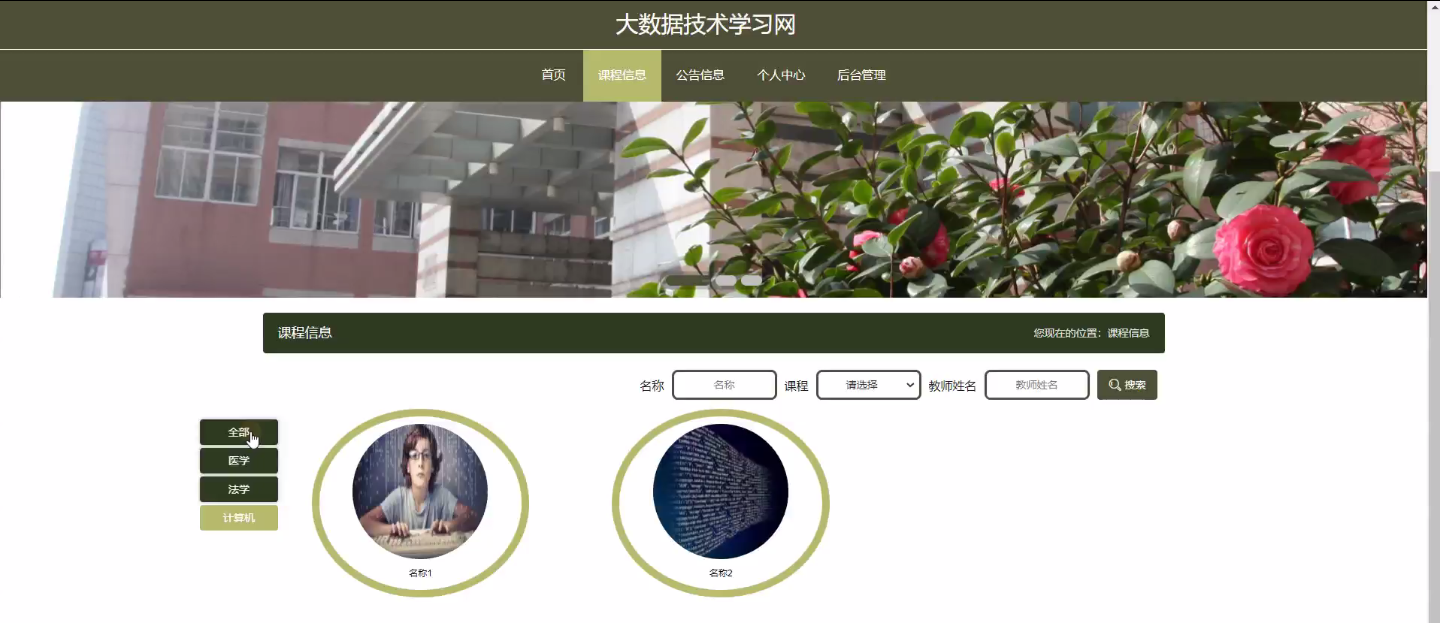 大数据技术学习网
首页 课程信息 公告信息 个人中心 后台管理
课程信息 您现在的位置：课程信息
名称 名称 课程 请选择 教师姓名 教师姓名 搜索
全部
医学
法学
计算机
名称1 名称2